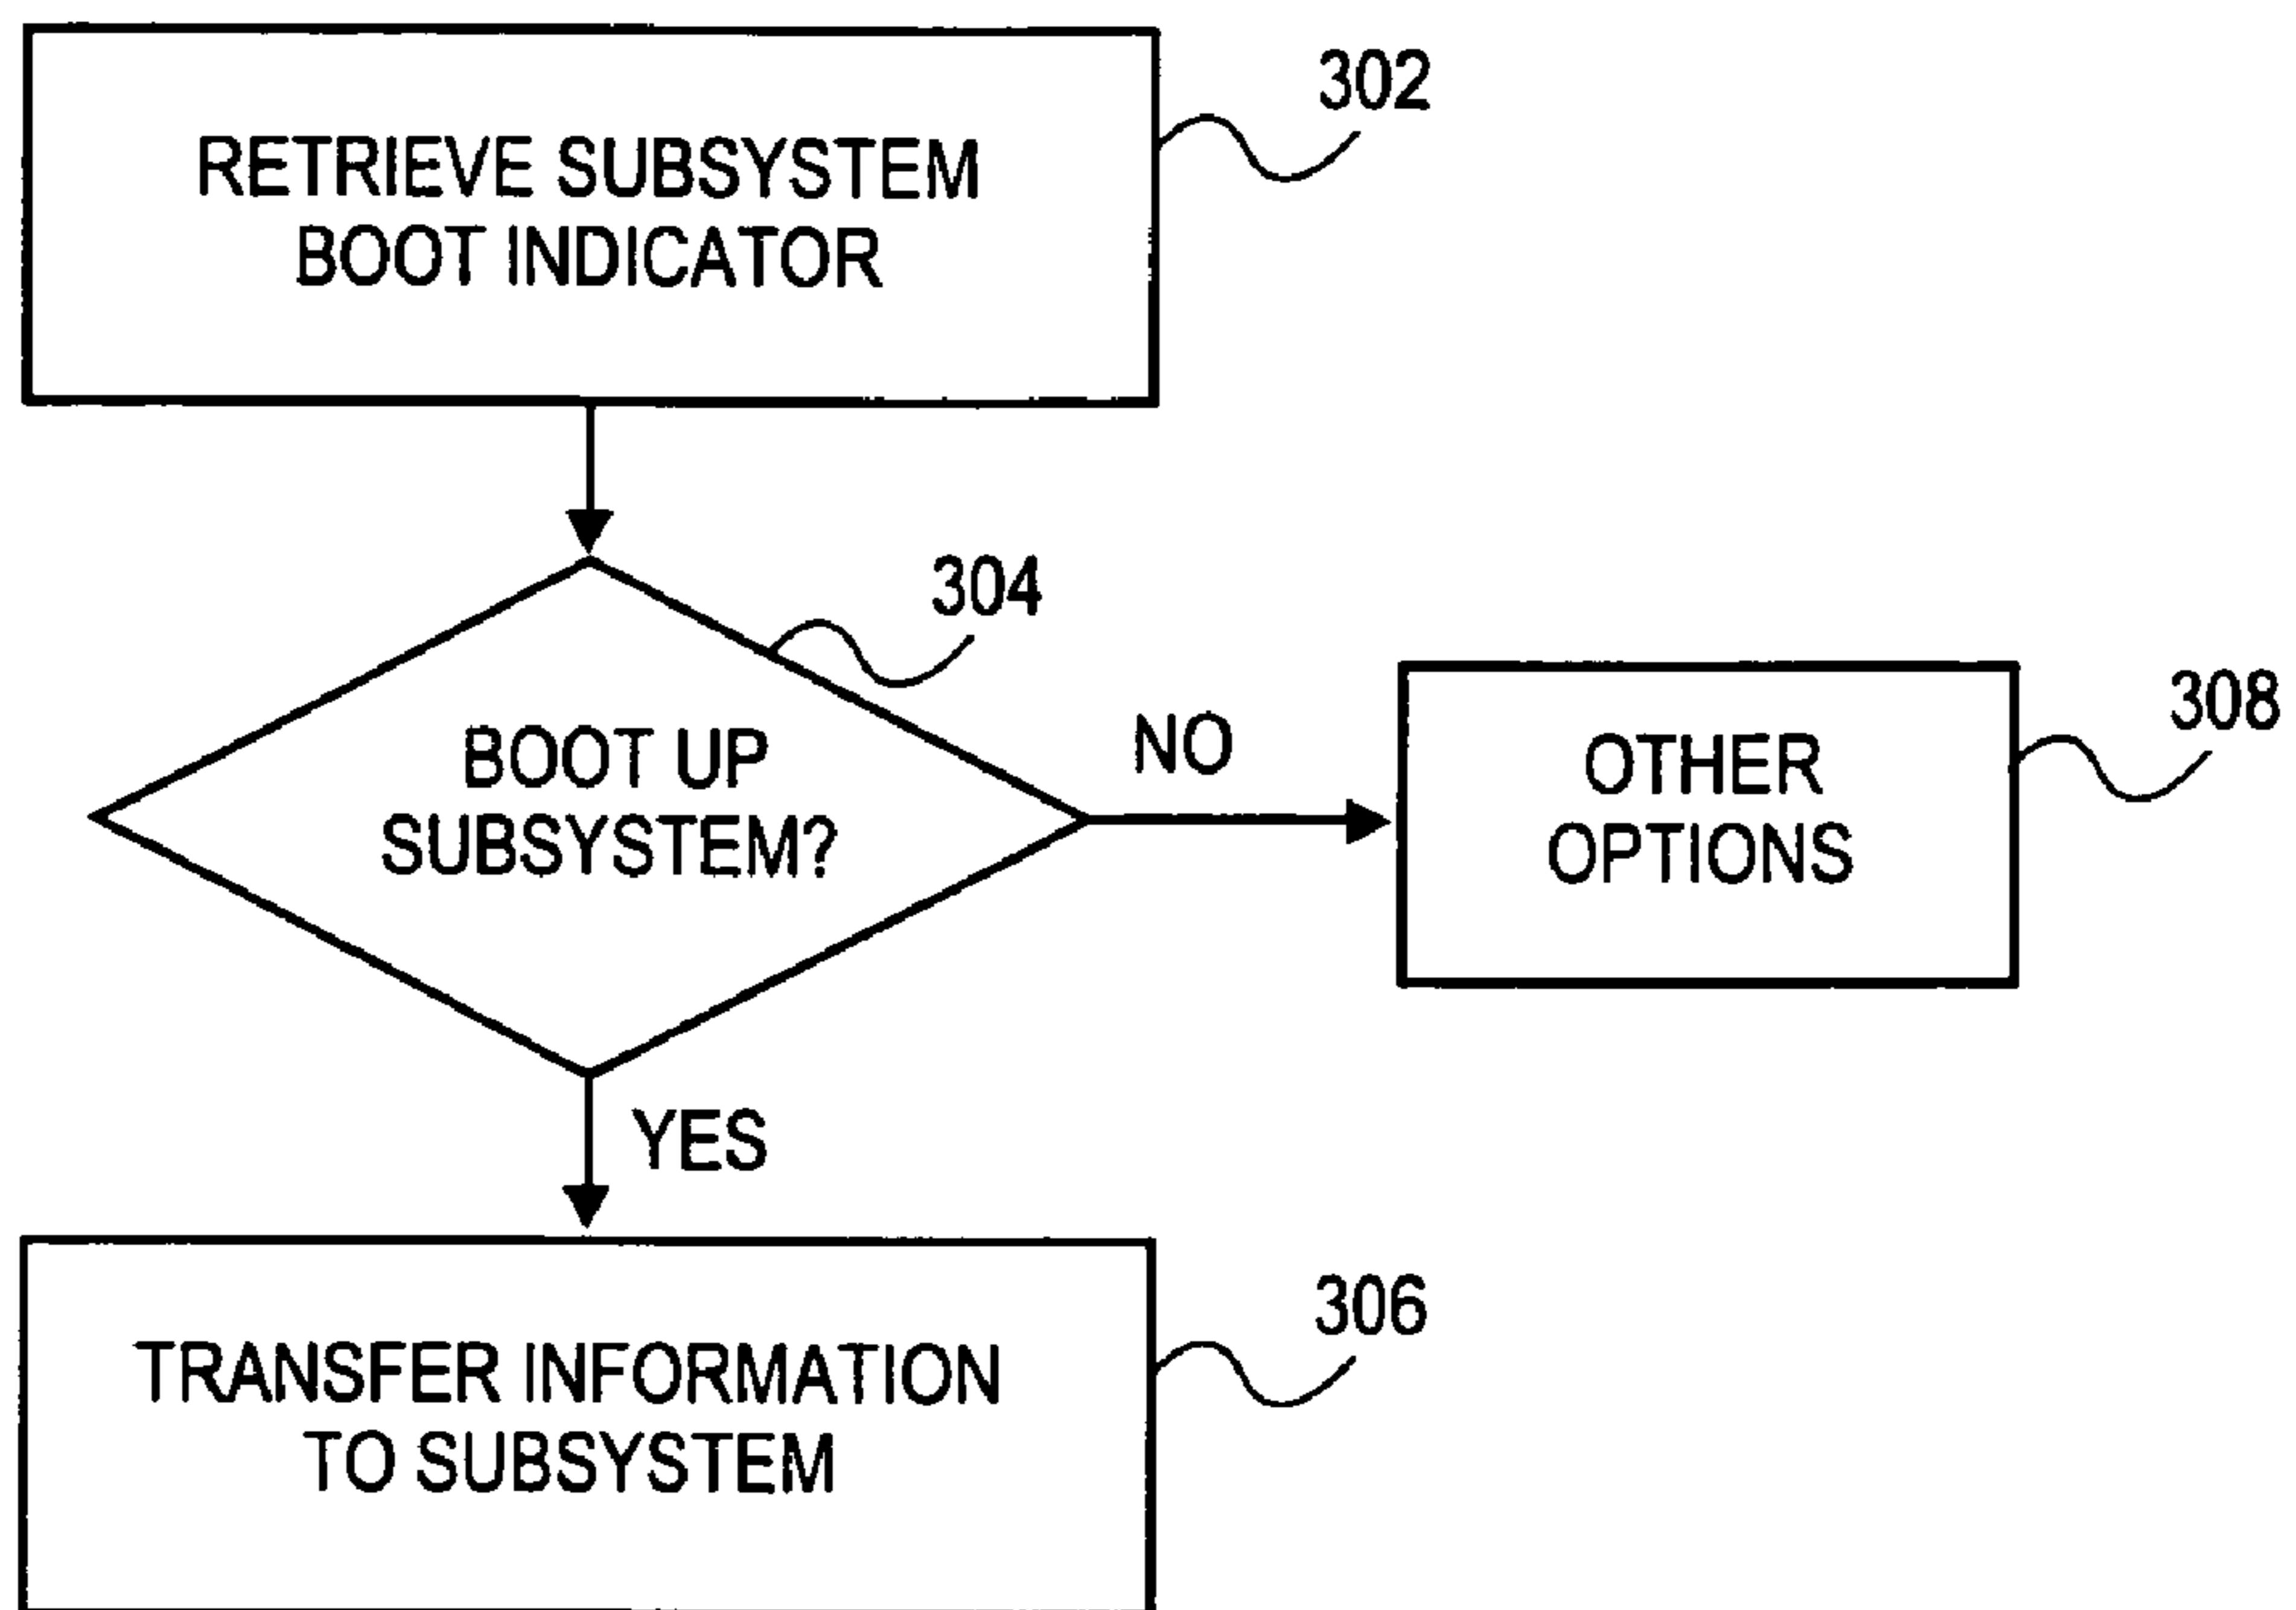 302
RETRIEVE SUBSYSTEM
BOOT INDICATOR
304
BOOT UP
SUBSYSTEM?
NO
308
OTHER
OPTIONS
YES
306
TRANSFER INFORMATION
TO SUBSYSTEM